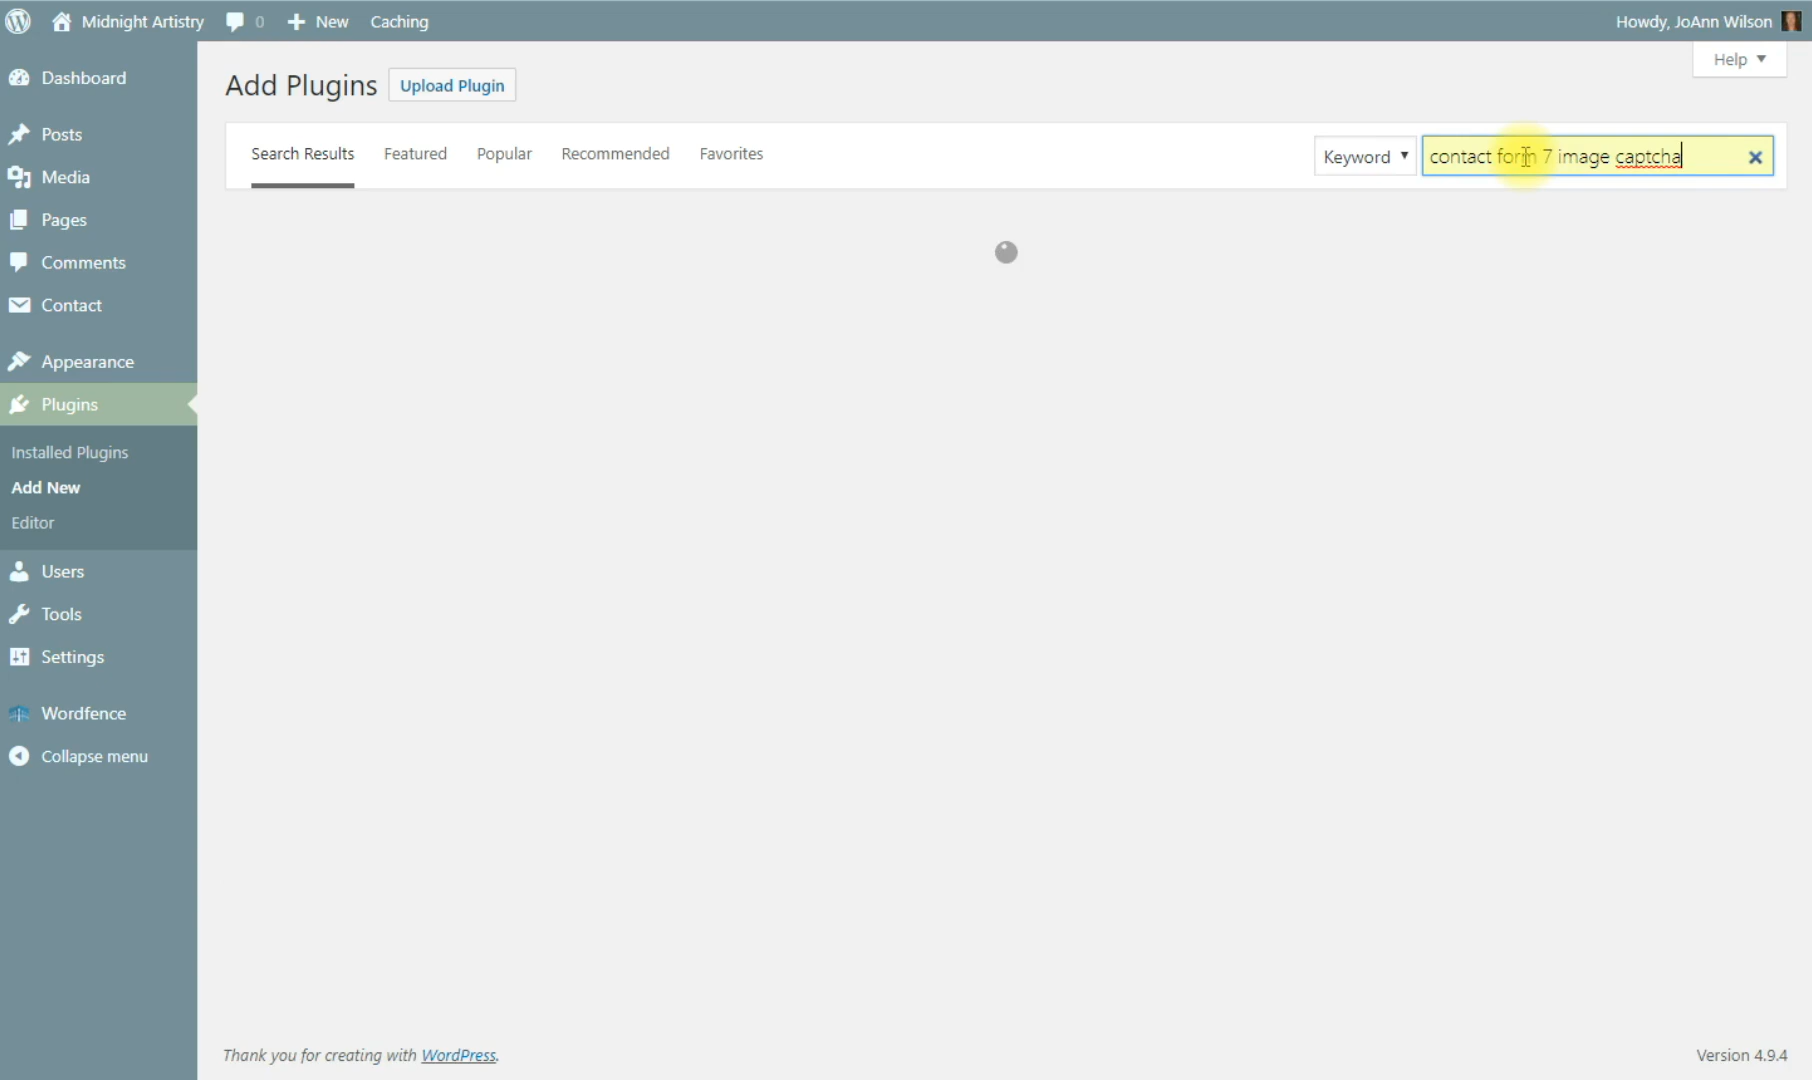 Midnight Artistry 0 New Caching Howdy, JoAnn Wilson
Help ▼
Dashboard
Posts
Media
Pages
Comments
Contact
Appearance
Plugins
Installed Plugins
Add New
Editor
Users
Tools
Settings
Wordfence
Collapse menu
Add Plugins Upload Plugin
Search Results Featured Popular Recommended Favorites Keyword ▼ contact form 7 image captcha
Thank you for creating with WordPress. Version 4.9.4